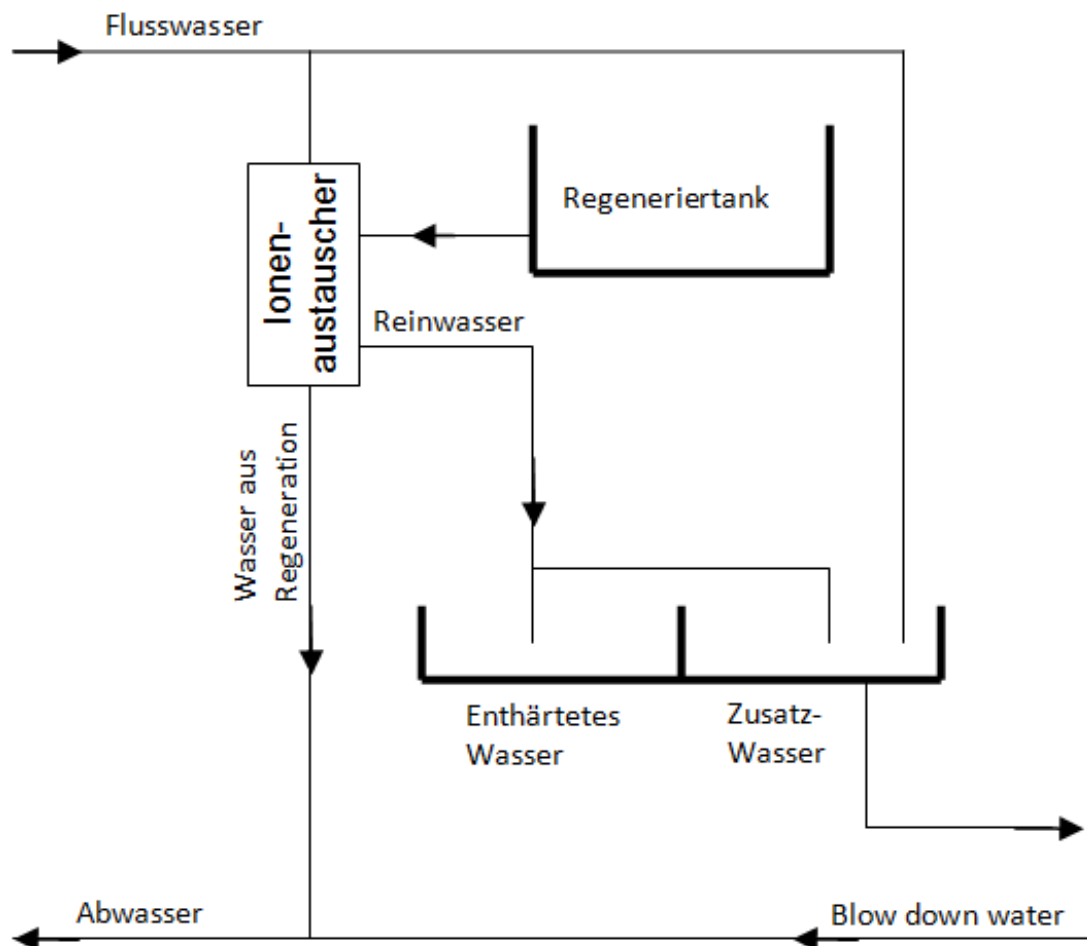 Flusswasser
Regeneriertank
Ionen-
austauscher
Reinwasser
Wasser aus
Regeneration
Enthärtetes
Wasser
Zusatz-
Wasser
Abwasser
Blow down water